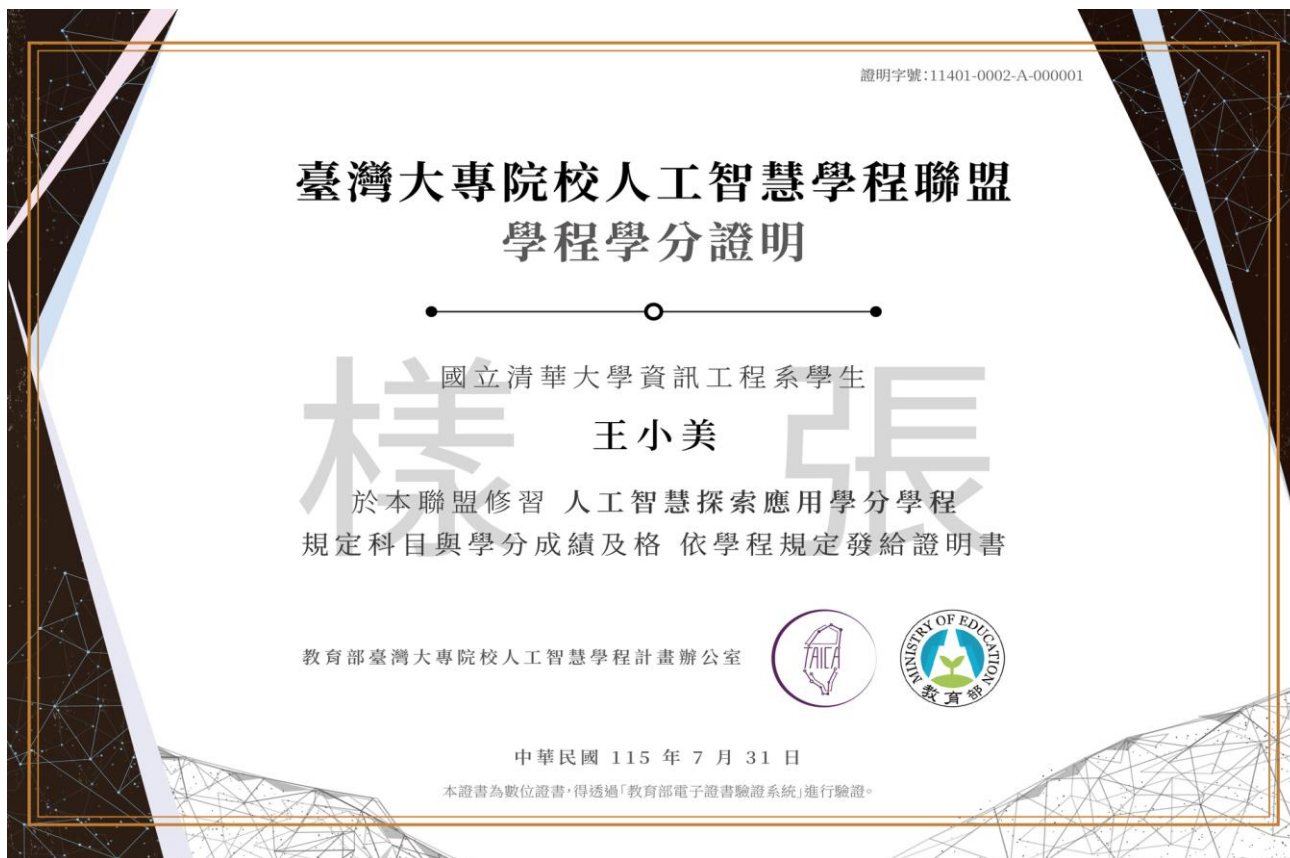 證明字號：11401-0002-A-000001
臺灣大專院校人工智慧學程聯盟
學程學分證明
樣張
國立清華大學資訊工程系學生
王小美
於本聯盟修習 人工智慧探索應用學分學程
規定科目與學分成績及格 依學程規定發給證明書
教育部臺灣大專院校人工智慧學程計畫辦公室
TAICA
MINISTRY OF EDUCATION
教育部
中華民國 115 年 7 月 31 日
本證書為數位證書，得透過「教育部電子證書驗證系統」進行驗證。